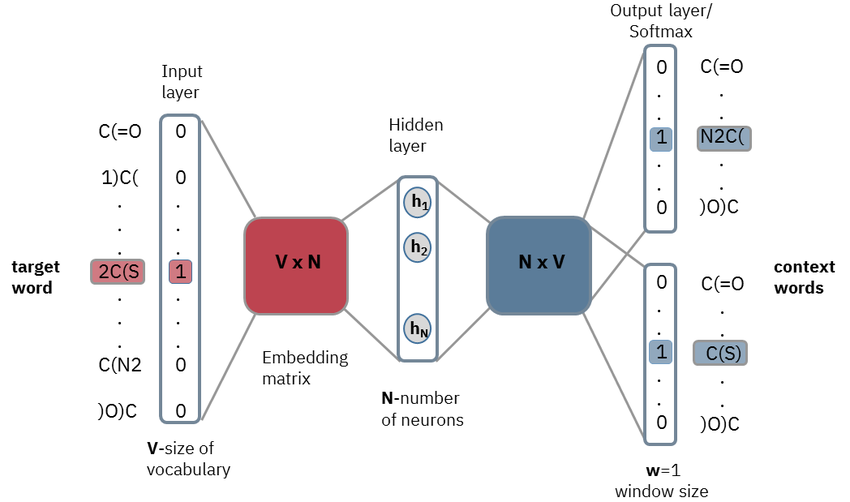 Output layer/
Softmax
Input
layer
Hidden
layer
target
word
C(=O
1)C(
2C(S
C(N2
)O)C
0
0
1
0
0
V x N
Embedding
matrix
V-size of
vocabulary
h1
h2
hN
N-number
of neurons
N x V
0
1
0
C(=O
N2C(
)O)C
0
1
0
C(=O
C(S)
)O)C
context
words
w=1
window size